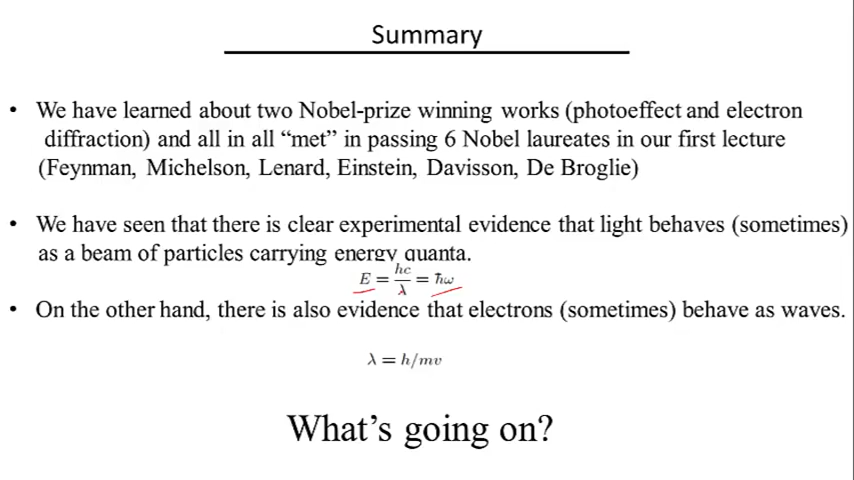 Summary
• We have learned about two Nobel-prize winning works (photoeffect and electron
diffraction) and all in all “met” in passing 6 Nobel laureates in our first lecture
(Feynman, Michelson, Lenard, Einstein, Davisson, De Broglie)
• We have seen that there is clear experimental evidence that light behaves (sometimes)
as a beam of particles carrying energy quanta.
E = hc/λ = ħω
• On the other hand, there is also evidence that electrons (sometimes) behave as waves.
λ = h/mv
What’s going on?